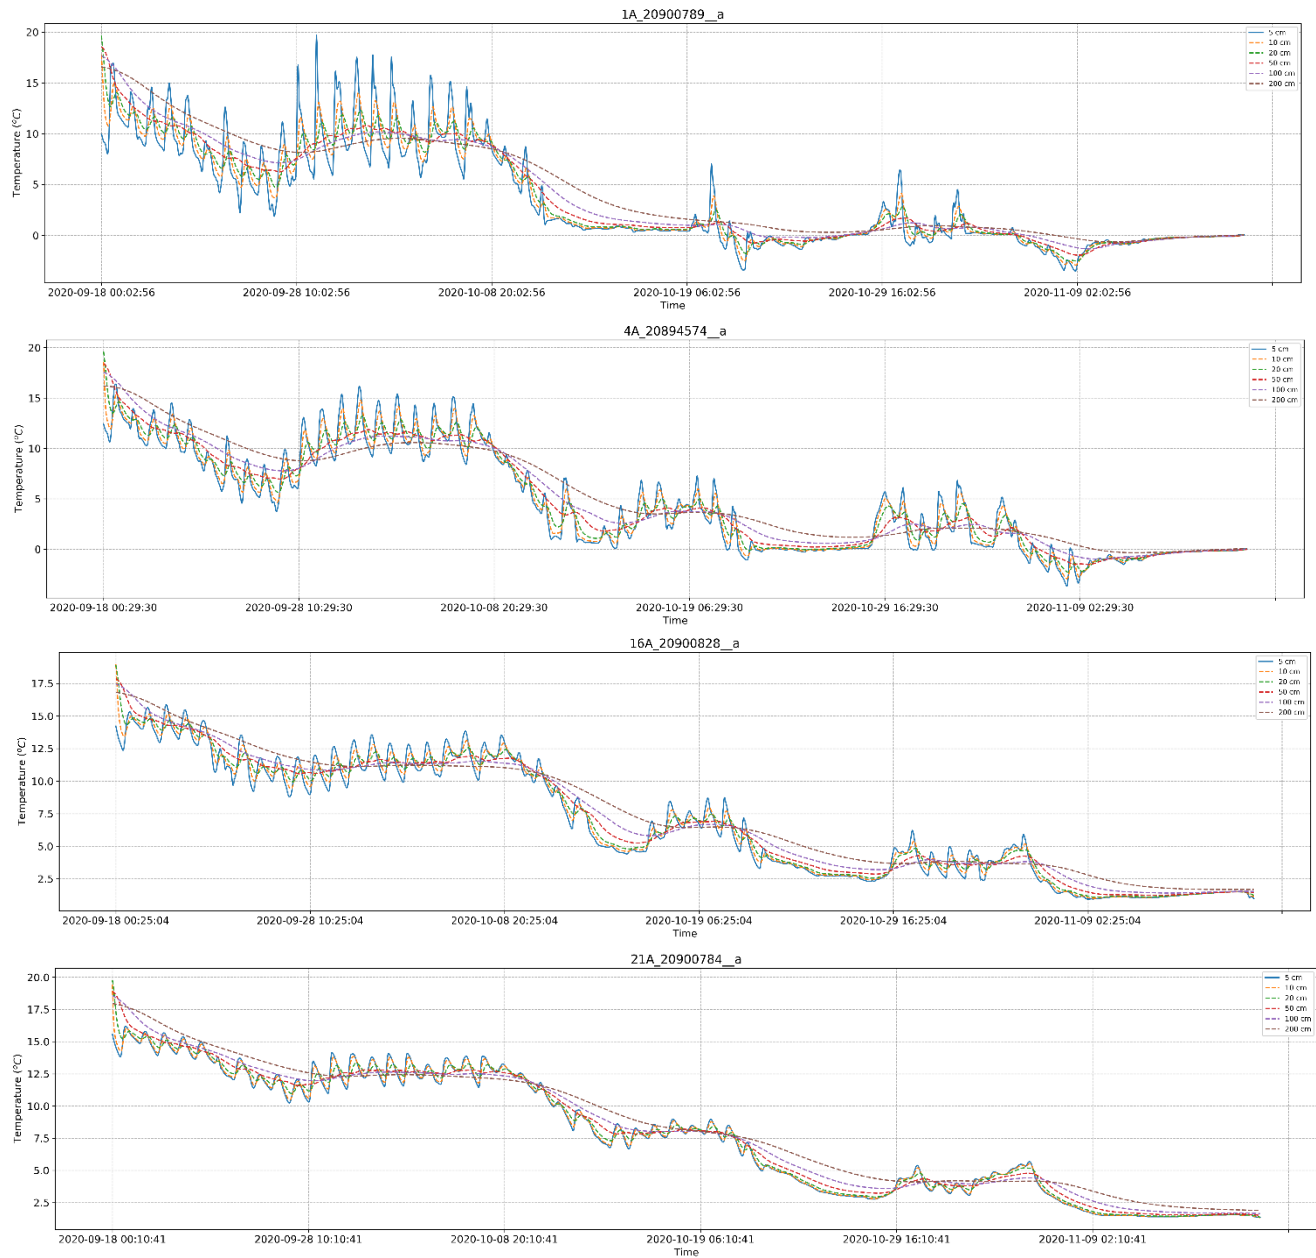 1A_20900789__a
20
15
10
5
0
Temperature (°C)
5 cm
10 cm
20 cm
50 cm
100 cm
200 cm
2020-09-18 00:02:56 2020-09-28 10:02:56 2020-10-08 20:02:56 2020-10-19 06:02:56 2020-10-29 16:02:56 2020-11-09 02:02:56
Time
4A_20894574__a
20
15
10
5
0
Temperature (°C)
5 cm
10 cm
20 cm
50 cm
100 cm
200 cm
2020-09-18 00:29:30 2020-09-28 10:29:30 2020-10-08 20:29:30 2020-10-19 06:29:30 2020-10-29 16:29:30 2020-11-09 02:29:30
Time
16A_20900828__a
17.5
15.0
12.5
10.0
7.5
5.0
2.5
Temperature (°C)
5 cm
10 cm
20 cm
50 cm
100 cm
200 cm
2020-09-18 00:25:04 2020-09-28 10:25:04 2020-10-08 20:25:04 2020-10-19 06:25:04 2020-10-29 16:25:04 2020-11-09 02:25:04
Time
21A_20900784__a
20.0
17.5
15.0
12.5
10.0
7.5
5.0
2.5
Temperature (°C)
5 cm
10 cm
20 cm
50 cm
100 cm
200 cm
2020-09-18 00:10:41 2020-09-28 10:10:41 2020-10-08 20:10:41 2020-10-19 06:10:41 2020-10-29 16:10:41 2020-11-09 02:10:41
Time